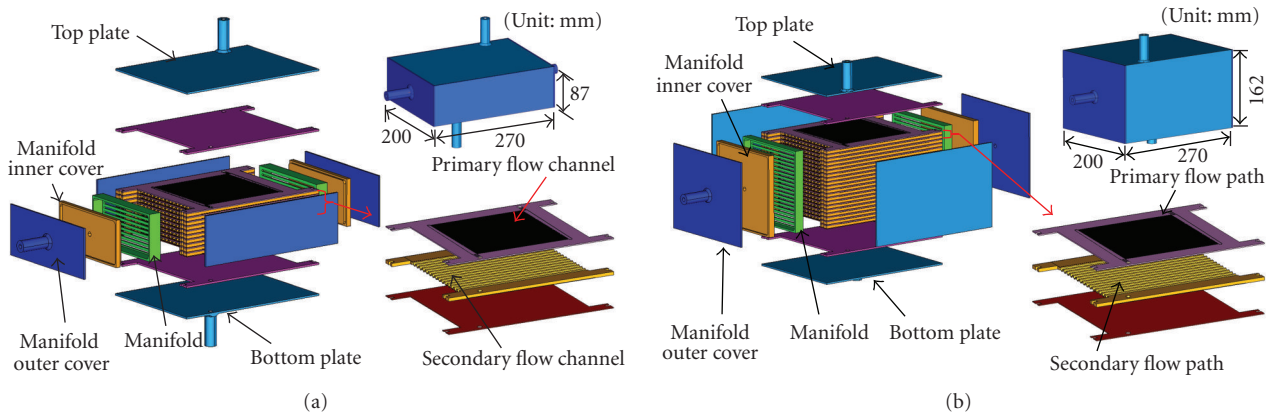 Top plate
(Unit: mm)
87
200
270
Manifold
inner cover
Primary flow channel
Manifold
outer cover
Manifold
Bottom plate
Secondary flow channel
(a)
Top plate
(Unit: mm)
Manifold
inner cover
162
200
270
Primary flow path
Manifold
outer cover
Manifold
Bottom plate
Secondary flow path
(b)